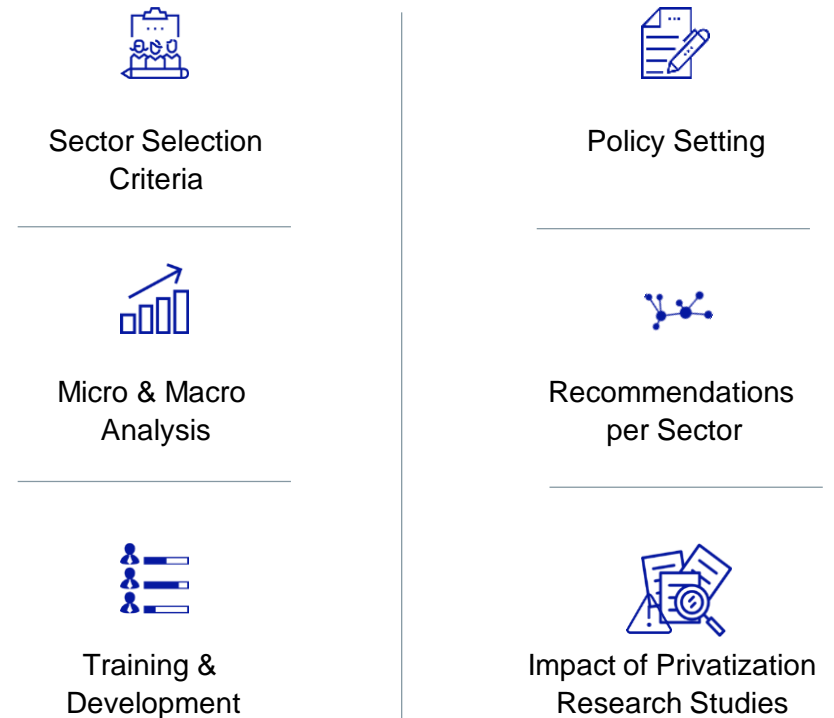 Sector Selection
Criteria
Policy Setting
Micro & Macro
Analysis
Recommendations
per Sector
Training &
Development
Impact of Privatization
Research Studies